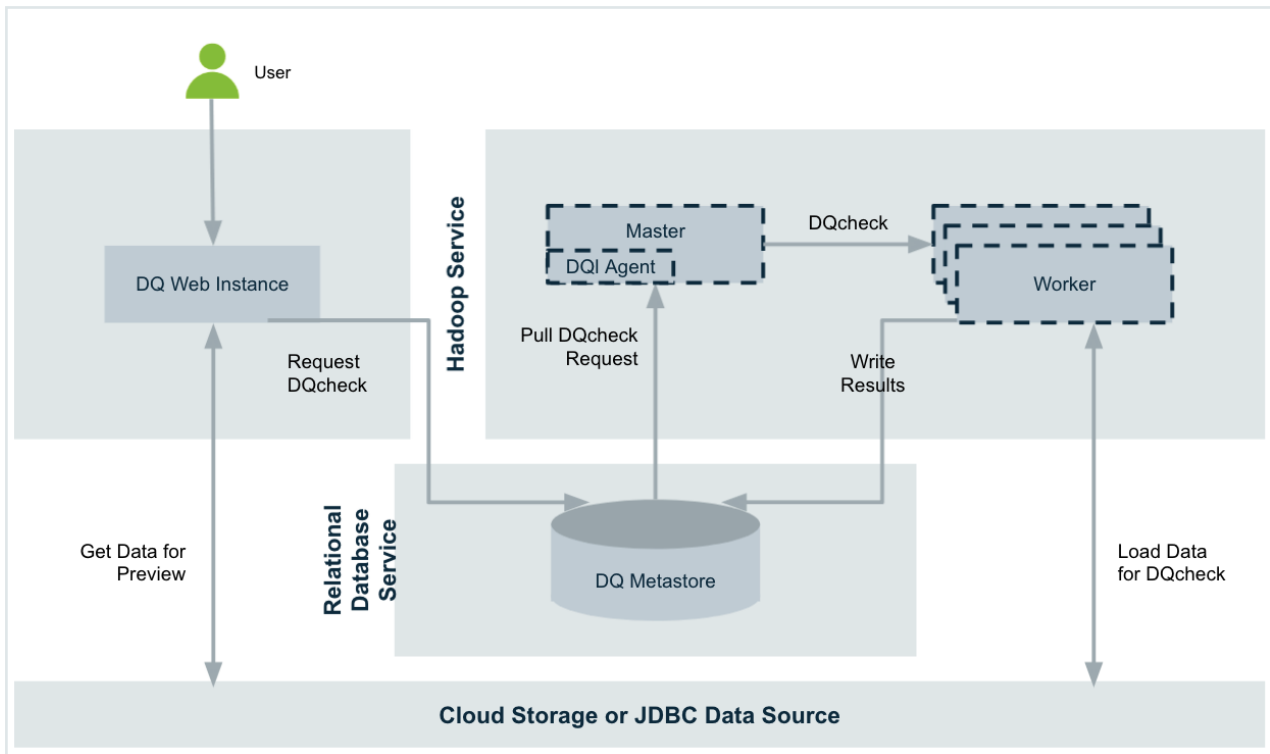 User
DQ Web Instance
Request
DQcheck
Get Data for
Preview
Hadoop Service
Master
DQI Agent
DQcheck
Worker
Pull DQcheck
Request
Write
Results
Relational
Database
Service
DQ Metastore
Load Data
for DQcheck
Cloud Storage or JDBC Data Source